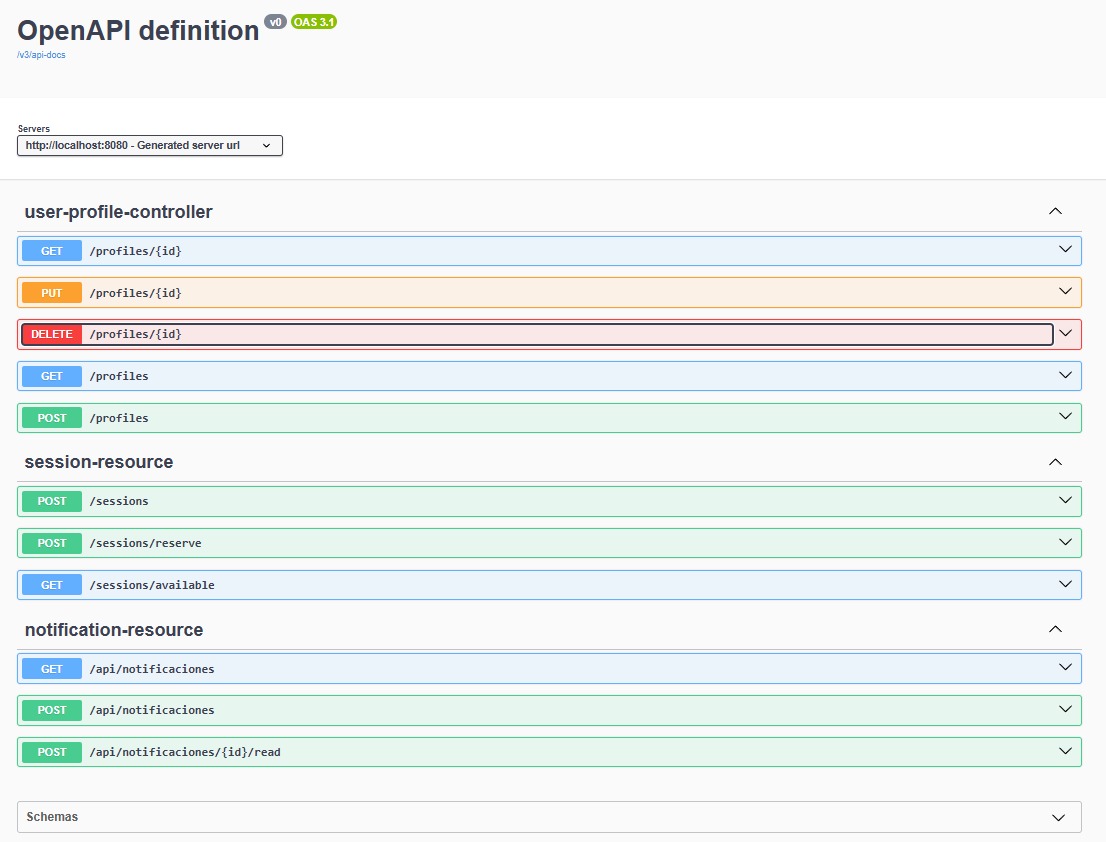 OpenAPI definition v0 OAS 3.1
/v3/api-docs
Servers
http://localhost:8080 - Generated server url
user-profile-controller
GET /profiles/{id}
PUT /profiles/{id}
DELETE /profiles/{id}
GET /profiles
POST /profiles
session-resource
POST /sessions
POST /sessions/reserve
GET /sessions/available
notification-resource
GET /api/notificaciones
POST /api/notificaciones
POST /api/notificaciones/{id}/read
Schemas